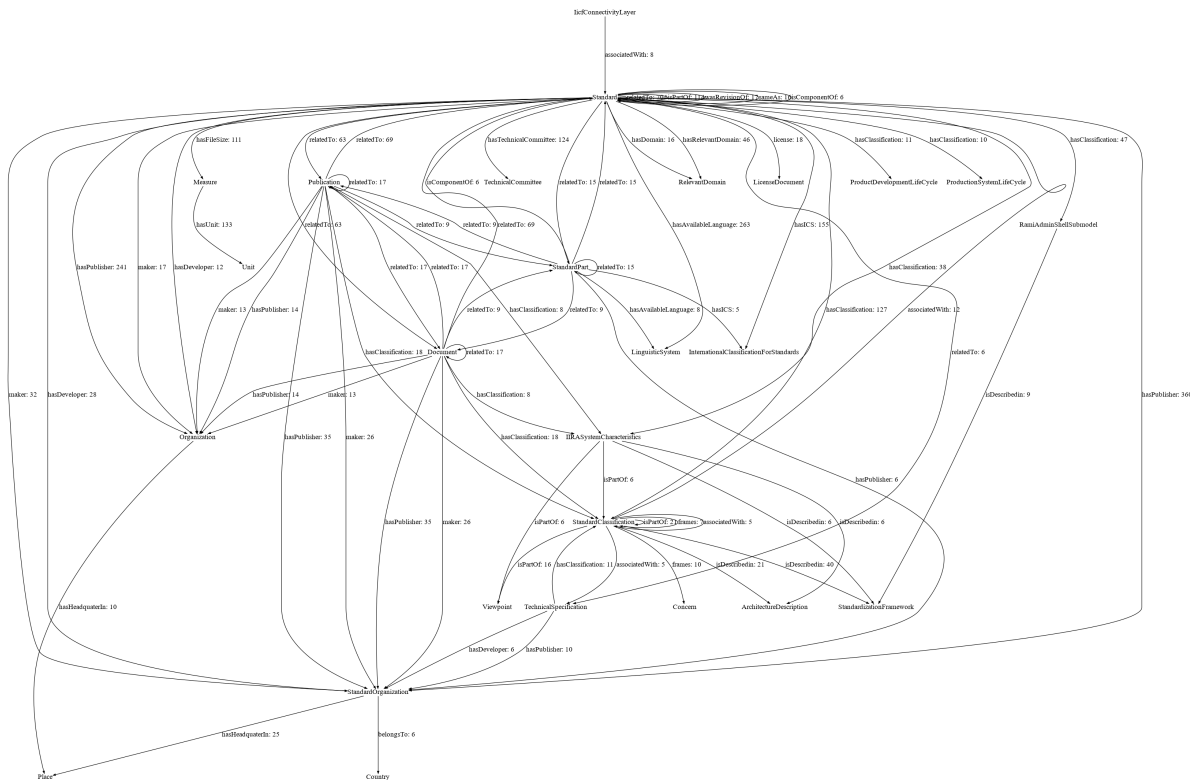 IicfConnectivityLayer
associatedWith: 8
Standard
isComponentOf: 6
hasFileSize: 111
relatedTo: 63
relatedTo: 69
hasTechnicalCommittee: 124
hasDomain: 16
hasRelevantDomain: 46
license: 18
hasClassification: 11
hasClassification: 10
hasClassification: 47
Measure
Publication
relatedTo: 17
isComponentOf: 6
TechnicalCommittee
relatedTo: 15
relatedTo: 15
RelevantDomain
LicenseDocument
ProductDevelopmentLifeCycle
ProductionSystemLifeCycle
hasUnit: 133
relatedTo: 63
relatedTo: 9
relatedTo: 9
relatedTo: 69
hasAvailableLanguage: 263
hasICS: 155
RamiAdminShellSubmodel
hasPublisher: 241
maker: 17
hasDeveloper: 12
Unit
relatedTo: 17
relatedTo: 17
StandardPart
relatedTo: 15
hasClassification: 38
maker: 13
hasPublisher: 14
relatedTo: 9
hasClassification: 8
relatedTo: 9
hasAvailableLanguage: 8
hasICS: 5
hasClassification: 127
associatedWith: 12
hasClassification: 18
Document
relatedTo: 17
LinguisticSystem
InternationalClassificationForStandards
relatedTo: 6
maker: 32
hasDeveloper: 28
hasPublisher: 14
maker: 13
hasClassification: 8
isDescribedin: 9
hasPublisher: 360
Organization
hasPublisher: 35
maker: 26
hasClassification: 18
IIRASystemCharacteristics
isPartOf: 6
hasPublisher: 6
hasPublisher: 35
maker: 26
isPartOf: 6
StandardClassification
isPartOf: 21
associatedWith: 5
isDescribedin: 6
isDescribedin: 6
isPartOf: 16
hasClassification: 11
associatedWith: 5
frames: 10
isDescribedin: 21
isDescribedin: 40
hasHeadquaterIn: 10
Viewpoint
TechnicalSpecification
Concern
ArchitectureDescription
StandardizationFramework
hasDeveloper: 6
hasPublisher: 10
StandardOrganization
hasHeadquaterIn: 25
belongsTo: 6
Place
Country